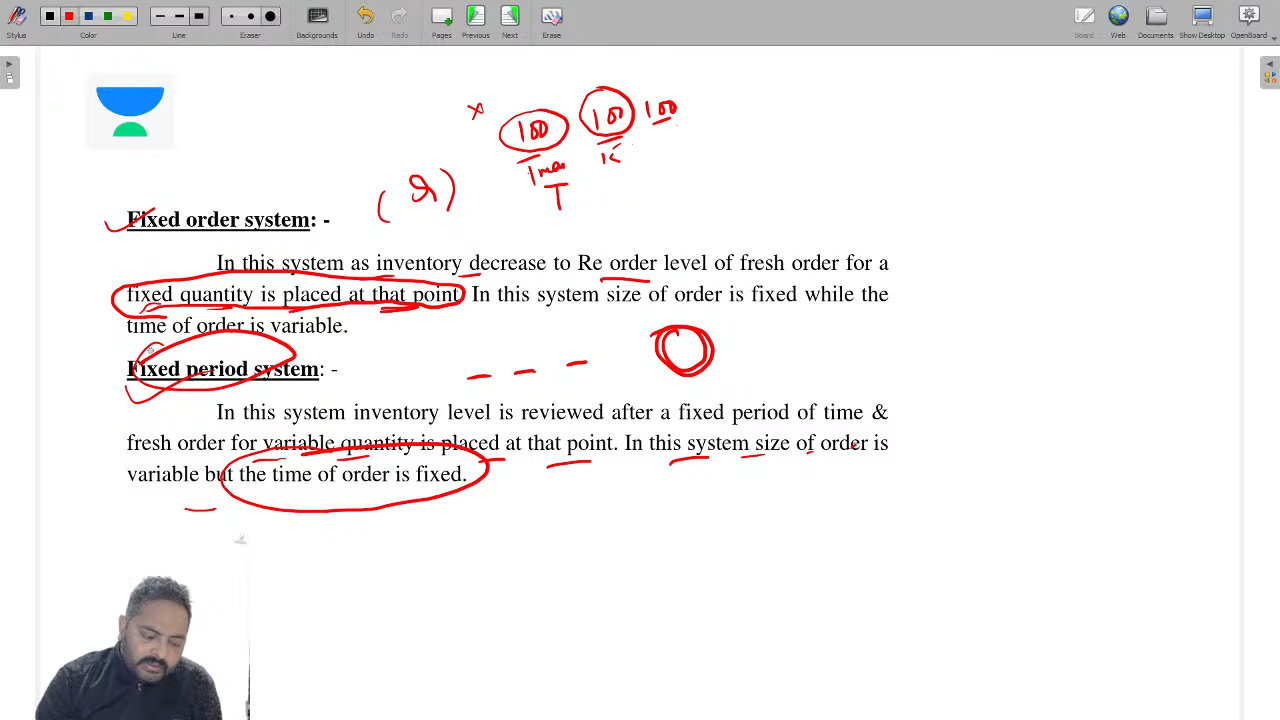 Stylus
Color
Line
Eraser
Backgrounds
Undo
Redo
Pages
Previous
Next
Erase
Board
Web
Documents
Show Desktop
OpenBoard
x 100 100 100
K
T
Fixed order system: -
In this system as inventory decrease to Re order level of fresh order for a
fixed quantity is placed at that point. In this system size of order is fixed while the
time of order is variable.
Fixed period system: -
In this system inventory level is reviewed after a fixed period of time &
fresh order for variable quantity is placed at that point. In this system size of order is
variable but the time of order is fixed.